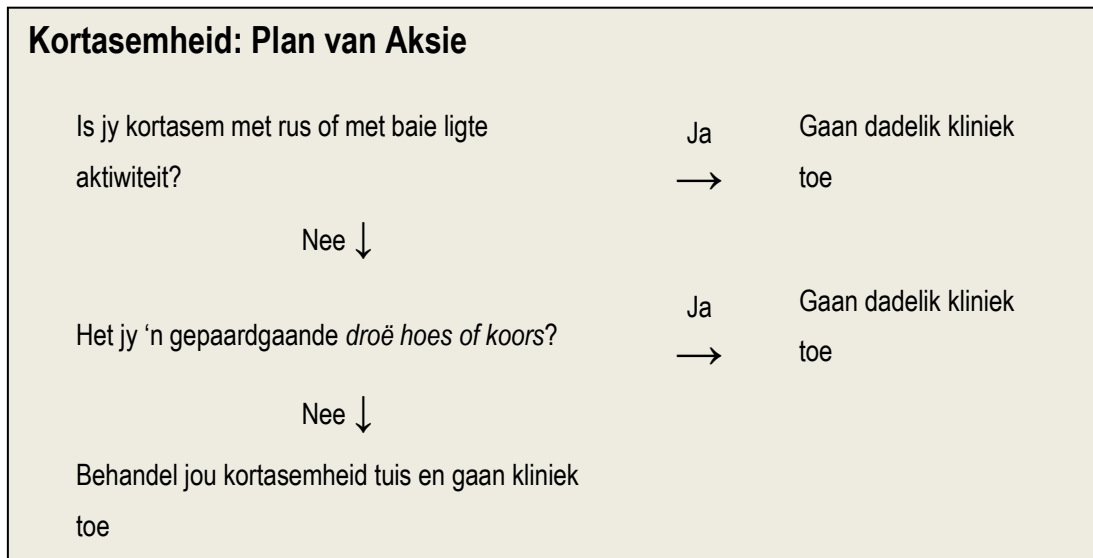 Kortasemheid: Plan van Aksie
Is jy kortasem met rus of met baie ligte
aktiwiteit?
Ja
→
Gaan dadelik kliniek
toe
Nee ↓
Het jy ‘n gepaardgaande droë hoes of koors?
Ja
→
Gaan dadelik kliniek
toe
Nee ↓
Behandel jou kortasemheid tuis en gaan kliniek
toe